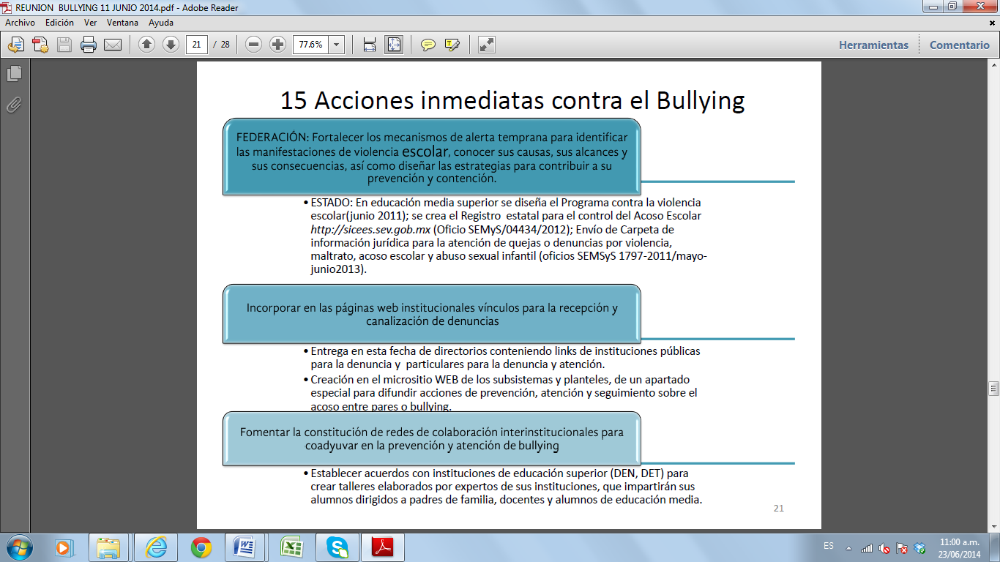 REUNION BULLYING 11 JUNIO 2014.pdf - Adobe Reader
Archivo Edición Ver Ventana Ayuda
21 / 28 77.6% Herramientas Comentario
15 Acciones inmediatas contra el Bullying
FEDERACIÓN: Fortalecer los mecanismos de alerta temprana para identificar
las manifestaciones de violencia escolar, conocer sus causas, sus alcances y
sus consecuencias, así como diseñar las estrategias para contribuir a su
prevención y contención.
• ESTADO: En educación media superior se diseña el Programa contra la violencia
escolar(junio 2011); se crea el Registro estatal para el control del Acoso Escolar
http://sicees.sev.gob.mx (Oficio SEMyS/04434/2012); Envío de Carpeta de
información jurídica para la atención de quejas o denuncias por violencia,
maltrato, acoso escolar y abuso sexual infantil (oficios SEMSyS 1797-2011/mayo-
junio2013).
Incorporar en las páginas web institucionales vínculos para la recepción y
canalización de denuncias
• Entrega en esta fecha de directorios conteniendo links de instituciones públicas
para la denuncia y particulares para la denuncia y atención.
• Creación en el micrositio WEB de los subsistemas y planteles, de un apartado
especial para difundir acciones de prevención, atención y seguimiento sobre el
acoso entre pares o bullying.
Fomentar la constitución de redes de colaboración interinstitucionales para
coadyuvar en la prevención y atención de bullying
• Establecer acuerdos con instituciones de educación superior (DEN, DET) para
crear talleres elaborados por expertos de sus instituciones, que impartirán sus
alumnos dirigidos a padres de familia, docentes y alumnos de educación media.
21
ES 11:00 a.m.
23/06/2014